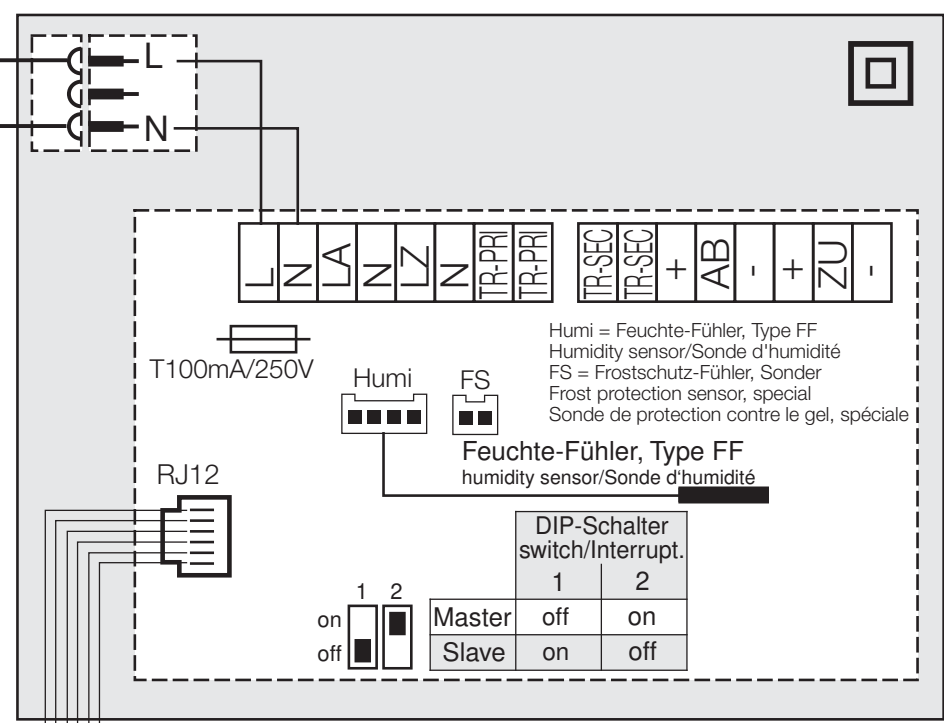 L
N
L
N
LA
N
LZ
N
TR-PRI
TR-PRI
TR-SEC
TR-SEC
+
AB
-
+
ZU
-
T100mA/250V
Humi = Feuchte-Fühler, Type FF
Humidity sensor/Sonde d'humidité
FS = Frostschutz-Fühler, Sonder
Frost protection sensor, special
Sonde de protection contre le gel, spéciale
Humi
FS
Feuchte-Fühler, Type FF
humidity sensor/Sonde d'humidité
RJ12
DIP-Schalter
switch/Interrupt.
1 2
Master off on
Slave on off
1 2
on
off